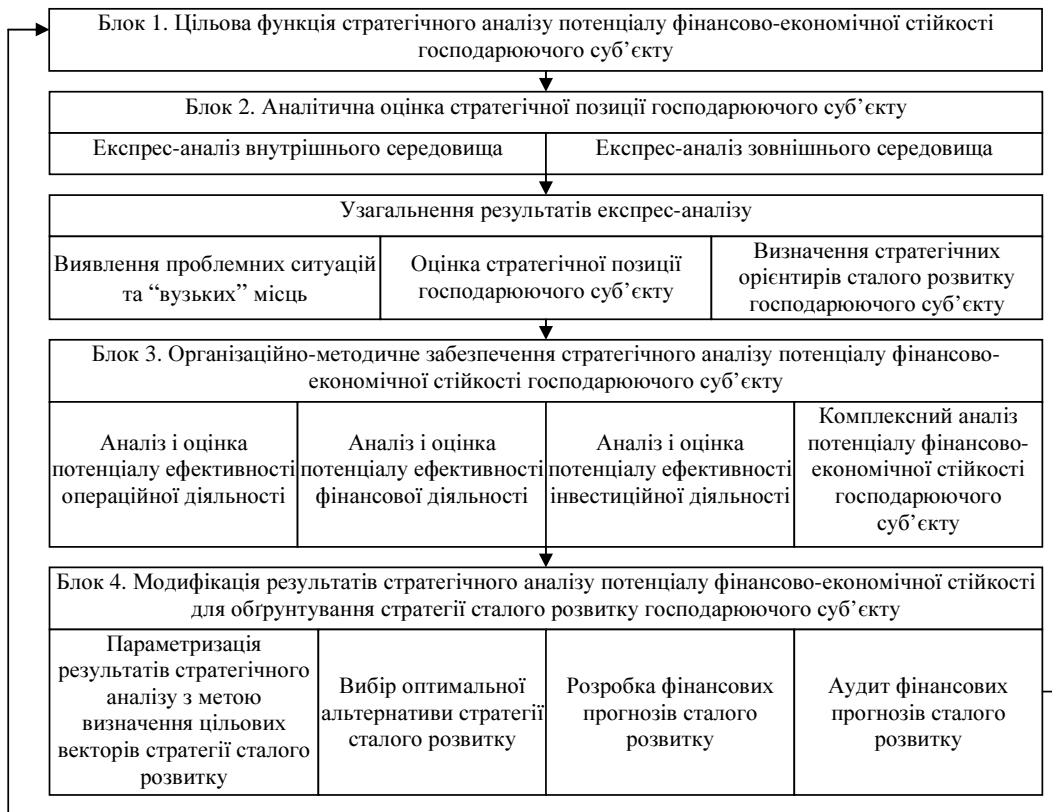 Блок 1. Цільова функція стратегічного аналізу потенціалу фінансово-економічної стійкості
господарюючого суб’єкту
Блок 2. Аналітична оцінка стратегічної позиції господарюючого суб’єкту
Експрес-аналіз внутрішнього середовища
Експрес-аналіз зовнішнього середовища
Узагальнення результатів експрес-аналізу
Виявлення проблемних ситуацій
та “вузьких” місць
Оцінка стратегічної позиції
господарюючого суб’єкту
Визначення стратегічних
орієнтирів сталого розвитку
господарюючого суб’єкту
Блок 3. Організаційно-методичне забезпечення стратегічного аналізу потенціалу фінансово-
економічної стійкості господарюючого суб’єкту
Аналіз і оцінка
потенціалу ефективності
операційної діяльності
Аналіз і оцінка
потенціалу ефективності
фінансової діяльності
Аналіз і оцінка
потенціалу ефективності
інвестиційної діяльності
Комплексний аналіз
потенціалу фінансово-
економічної стійкості
господарюючого
суб’єкту
Блок 4. Модифікація результатів стратегічного аналізу потенціалу фінансово-економічної стійкості
для обґрунтування стратегії сталого розвитку господарюючого суб’єкту
Параметризація
результатів стратегічного
аналізу з метою
визначення цільових
векторів стратегії сталого
розвитку
Вибір оптимальної
альтернативи стратегії
сталого розвитку
Розробка фінансових
прогнозів сталого
розвитку
Аудит фінансових
прогнозів сталого
розвитку